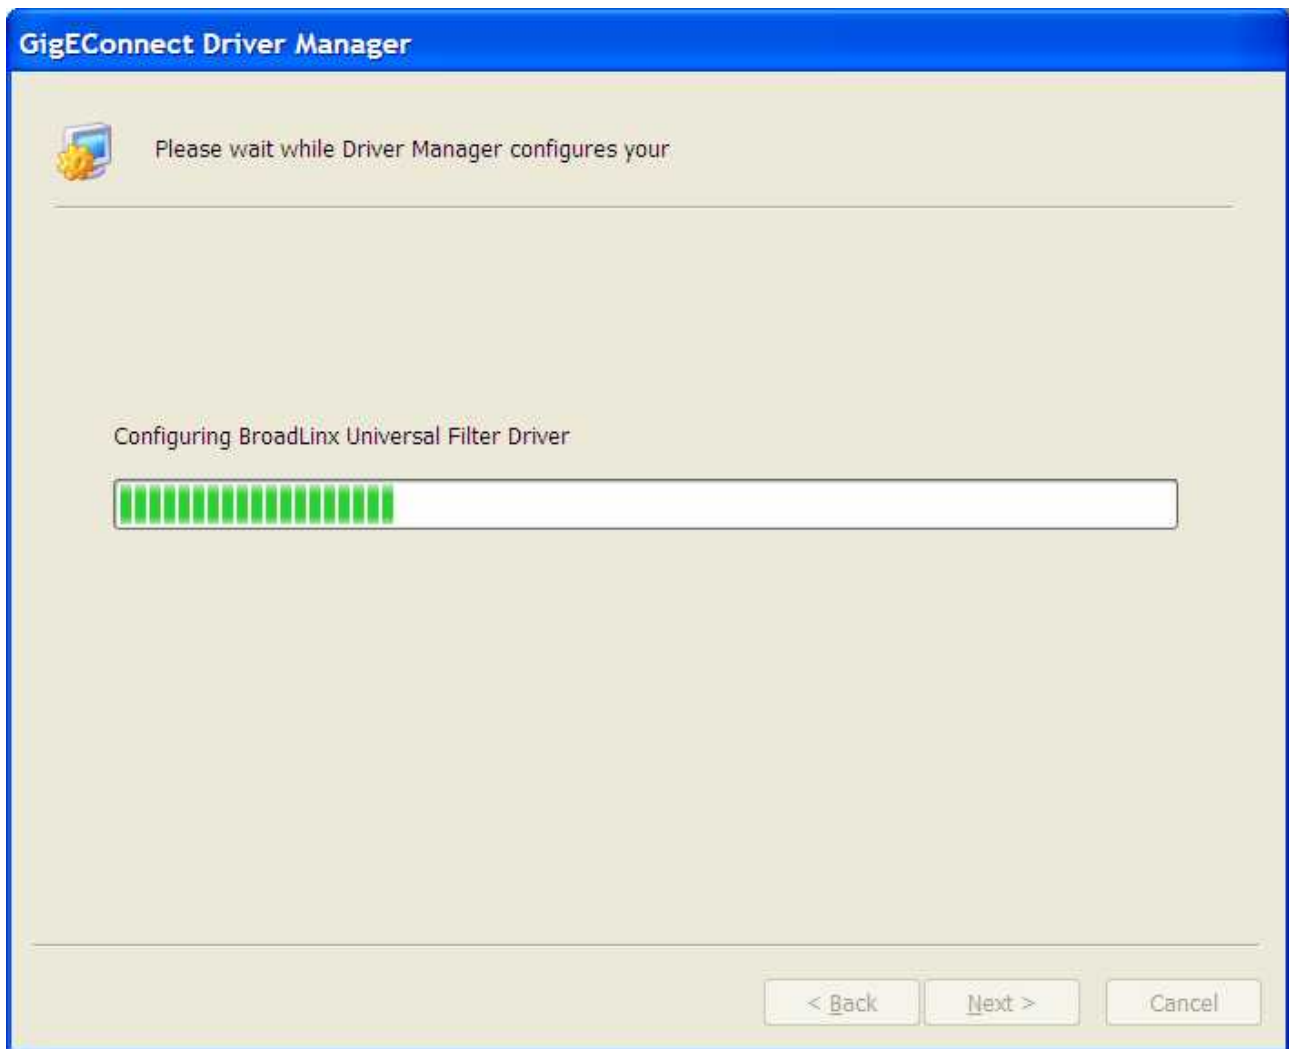 GigEConnect Driver Manager
Please wait while Driver Manager configures your
Configuring BroadLinx Universal Filter Driver
< Back
Next >
Cancel